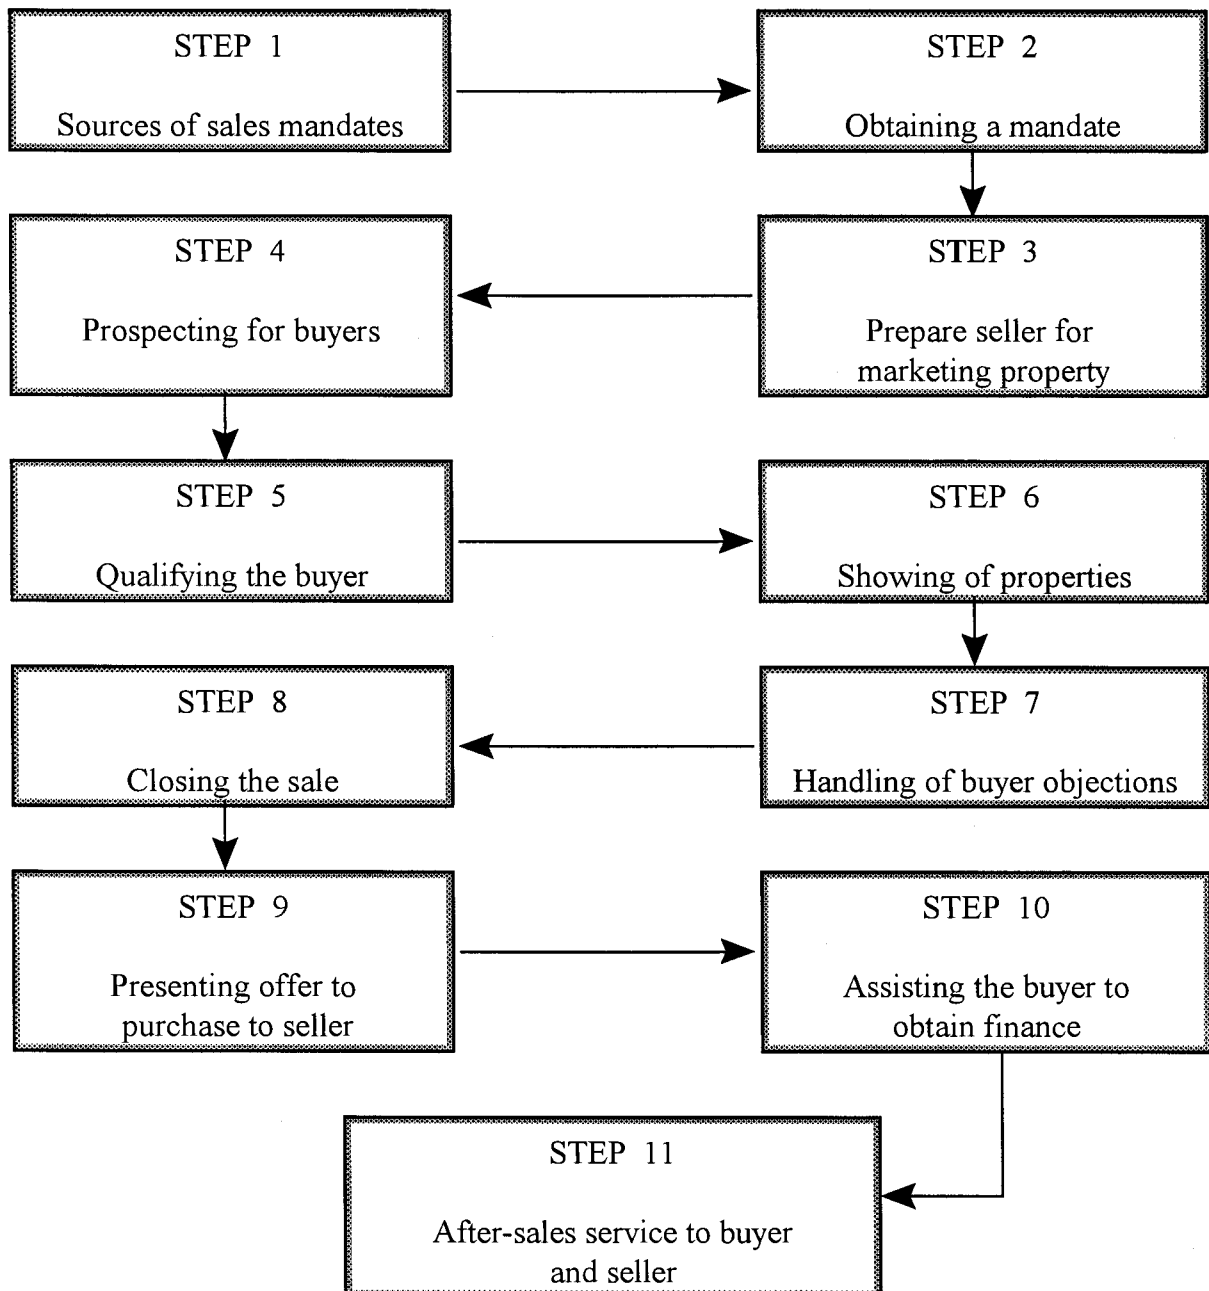 STEP 1
Sources of sales mandates
STEP 2
Obtaining a mandate
STEP 3
Prepare seller for
marketing property
STEP 4
Prospecting for buyers
STEP 5
Qualifying the buyer
STEP 6
Showing of properties
STEP 7
Handling of buyer objections
STEP 8
Closing the sale
STEP 9
Presenting offer to
purchase to seller
STEP 10
Assisting the buyer to
obtain finance
STEP 11
After-sales service to buyer
and seller